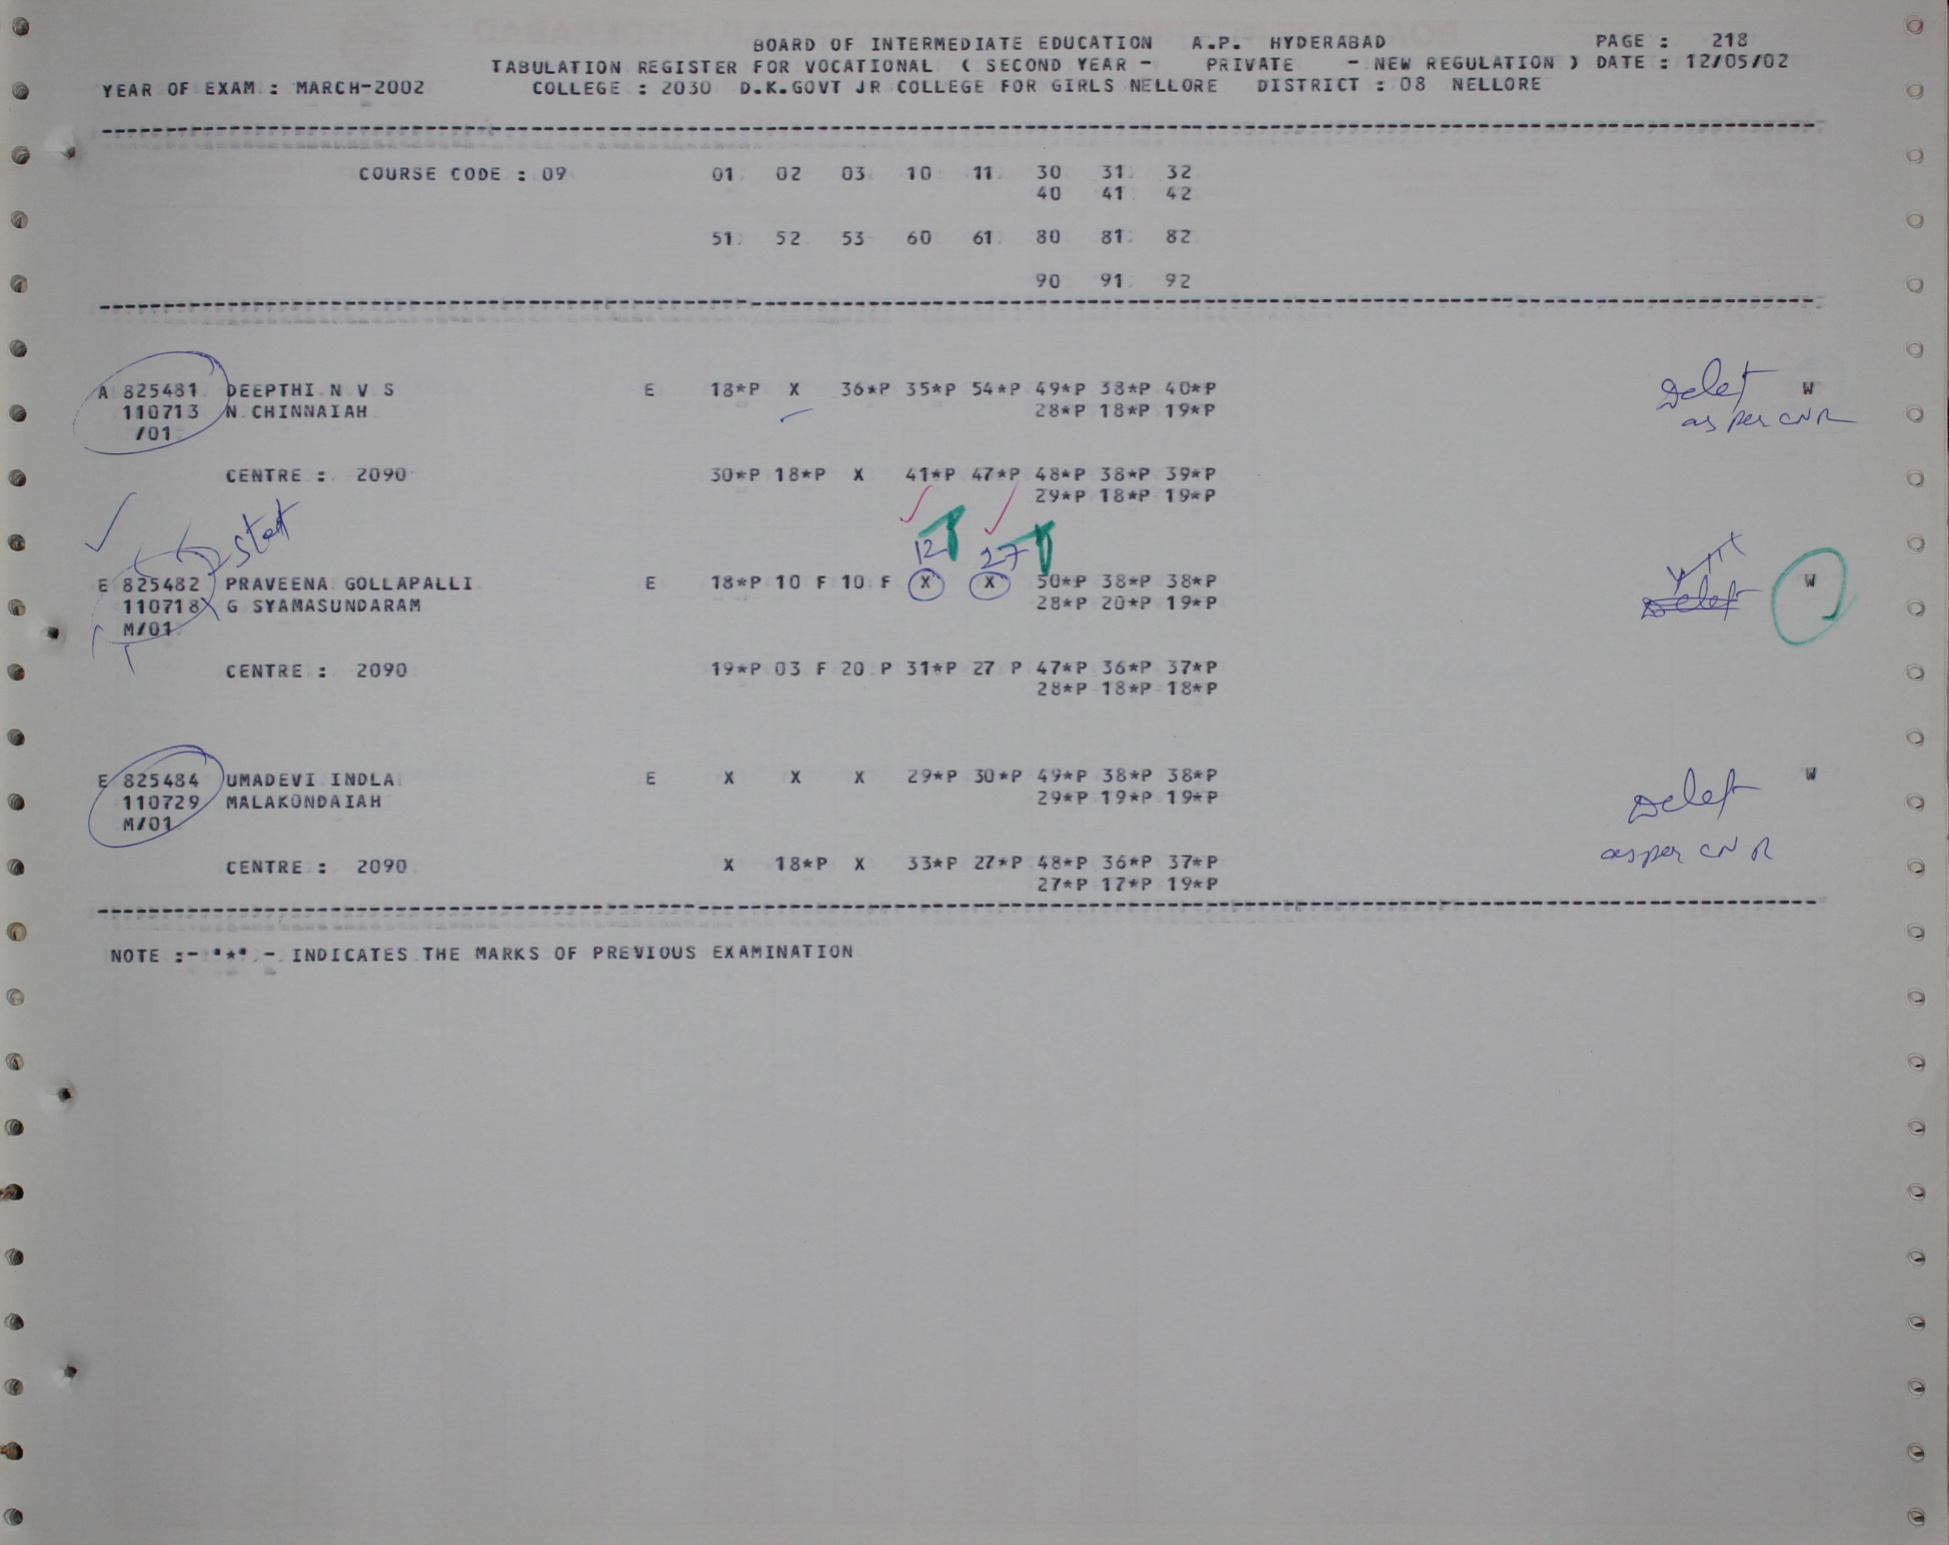 BOARD OF INTERMEDIATE EDUCATION A.P. HYDERABAD PAGE : 218
TABULATION REGISTER FOR VOCATIONAL ( SECOND YEAR - PRIVATE - NEW REGULATION ) DATE : 12/05/02
YEAR OF EXAM : MARCH-2002 COLLEGE : 2030 D.K.GOVT JR COLLEGE FOR GIRLS NELLORE DISTRICT : 08 NELLORE
COURSE CODE : 09 01 02 03 10 11 30 31 32
40 41 42
51 52 53 60 61 80 81 82
90 91 92
A 825481 DEEPTHI N V S E 18*P X 36*P 35*P 54*P 49*P 38*P 40*P Delet W
110713 N CHINNAIAH 28*P 18*P 19*P as per CNR
/01
CENTRE : 2090 30*P 18*P X 41*P 47*P 48*P 38*P 39*P
29*P 18*P 19*P
12 27
E 825482 PRAVEENA GOLLAPALLI E 18*P 10 F 10 F X X 50*P 38*P 38*P W
110718 G SYAMASUNDARAM 28*P 20*P 19*P Delet
M/01
CENTRE : 2090 19*P 03 F 20 P 31*P 27 P 47*P 36*P 37*P
28*P 18*P 18*P
E 825484 UMADEVI INDLA E X X X 29*P 30*P 49*P 38*P 38*P Delet W
110729 MALAKONDAIAH 29*P 19*P 19*P
M/01
as per CNR
CENTRE : 2090 X 18*P X 33*P 27*P 48*P 36*P 37*P
27*P 17*P 19*P
NOTE :- "*" - INDICATES THE MARKS OF PREVIOUS EXAMINATION